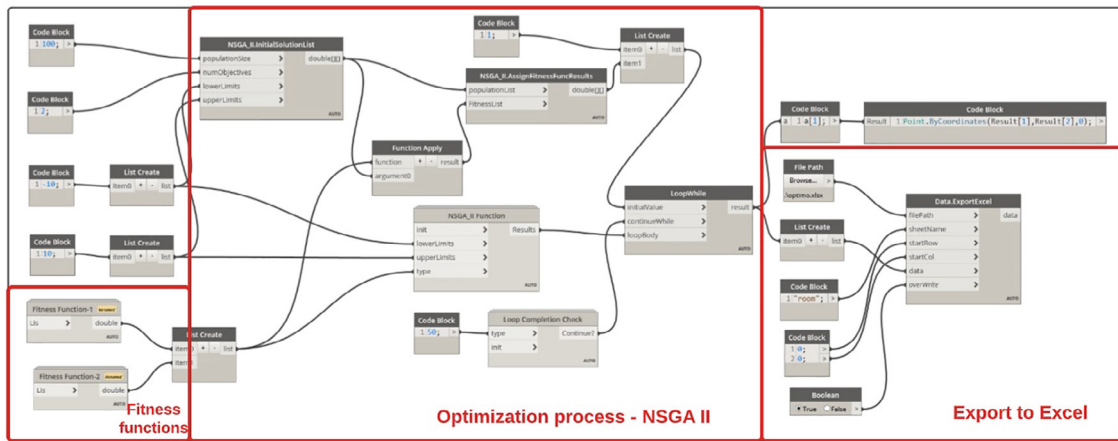 Code Block
1 100; >
Code Block
1 2; >
Code Block
1 -10; >
List Create
item0 + - list
Code Block
1 10; >
List Create
item0 + - list
Fitness Function-1
Lis > double
AUTO
Fitness Function-2
Lis > double
AUTO
List Create
item0 + - list
item1
AUTO
Fitness
functions
NSGA_II.InitialSolutionList
populationSize > double[][]
numObjectives >
lowerLimits >
upperLimits >
AUTO
Code Block
1 1; >
List Create
item0 + - list
item1
AUTO
NSGA_II.AssignFitnessFuncResults
populationList > double[][]
FitnessList >
AUTO
Function Apply
function + - result
argument0
AUTO
NSGA_II Function
init Results
lowerLimits >
upperLimits >
type >
AUTO
LoopWhile
initialValue > result
continueWhile >
loopBody >
AUTO
Code Block
1 50; >
Loop Completion Check
type > Continue?
init >
AUTO
Optimization process - NSGA II
Code Block
a 1 a[1]; >
Code Block
Result 1 Point.ByCoordinates(Result[1],Result[2],0); >
File Path
Browse... >
.\optimo.xlsx
List Create
item0 + - list
Code Block
1 "room"; >
Code Block
1 0; >
2 0; >
Boolean
True False >
Data.ExportExcel
filePath > data
sheetName >
startRow >
startCol >
data >
overWrite >
AUTO
Export to Excel